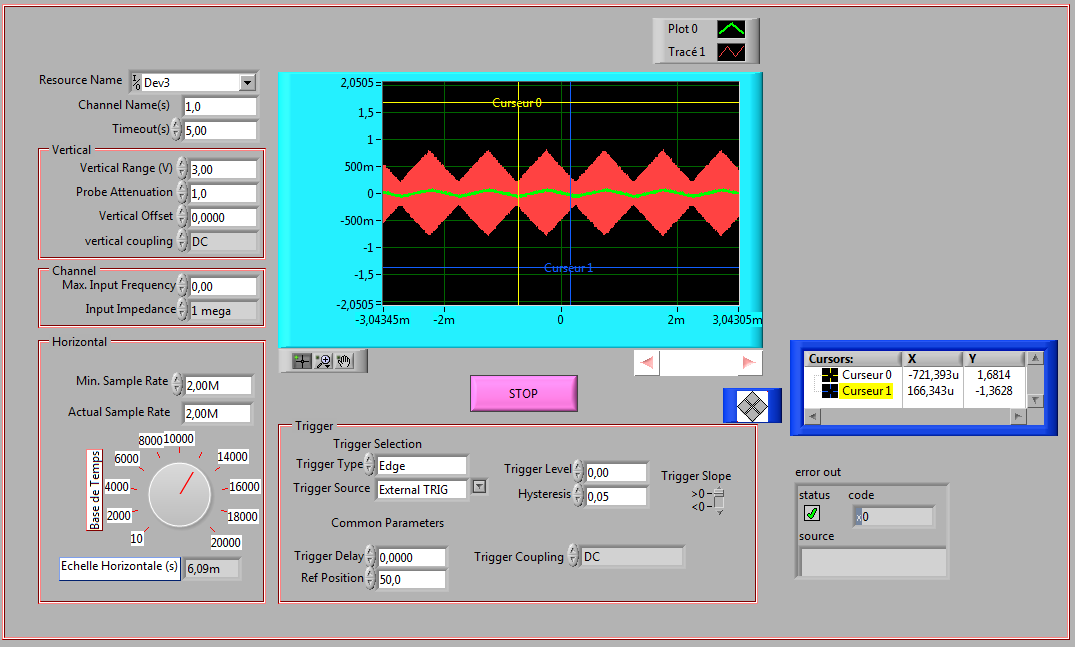 Plot 0
Tracé 1
Resource Name
Dev3
Channel Name(s)
1,0
Timeout(s)
5,00
Vertical
Vertical Range (V)
3,00
Probe Attenuation
1,0
Vertical Offset
0,0000
vertical coupling
DC
Channel
Max. Input Frequency
0,00
Input Impedance
1 mega
Horizontal
Min. Sample Rate
2,00M
Actual Sample Rate
2,00M
Base de Temps
10
2000
4000
6000
8000
10000
14000
16000
18000
20000
Echelle Horizontale (s)
6,09m
2,0505
1,5
1
500m
0
-500m
-1
-1,5
-2,0505
-3,04345m
-2m
0
2m
3,04305m
Curseur 0
Curseur 1
STOP
Trigger
Trigger Selection
Trigger Type
Edge
Trigger Source
External TRIG
Trigger Level
0,00
Hysteresis
0,05
Trigger Slope
>0
<0
Common Parameters
Trigger Delay
0,0000
Ref Position
50,0
Trigger Coupling
DC
Cursors: X Y
Curseur 0 -721,393u 1,6814
Curseur 1 166,343u -1,3628
error out
status code
x0
source